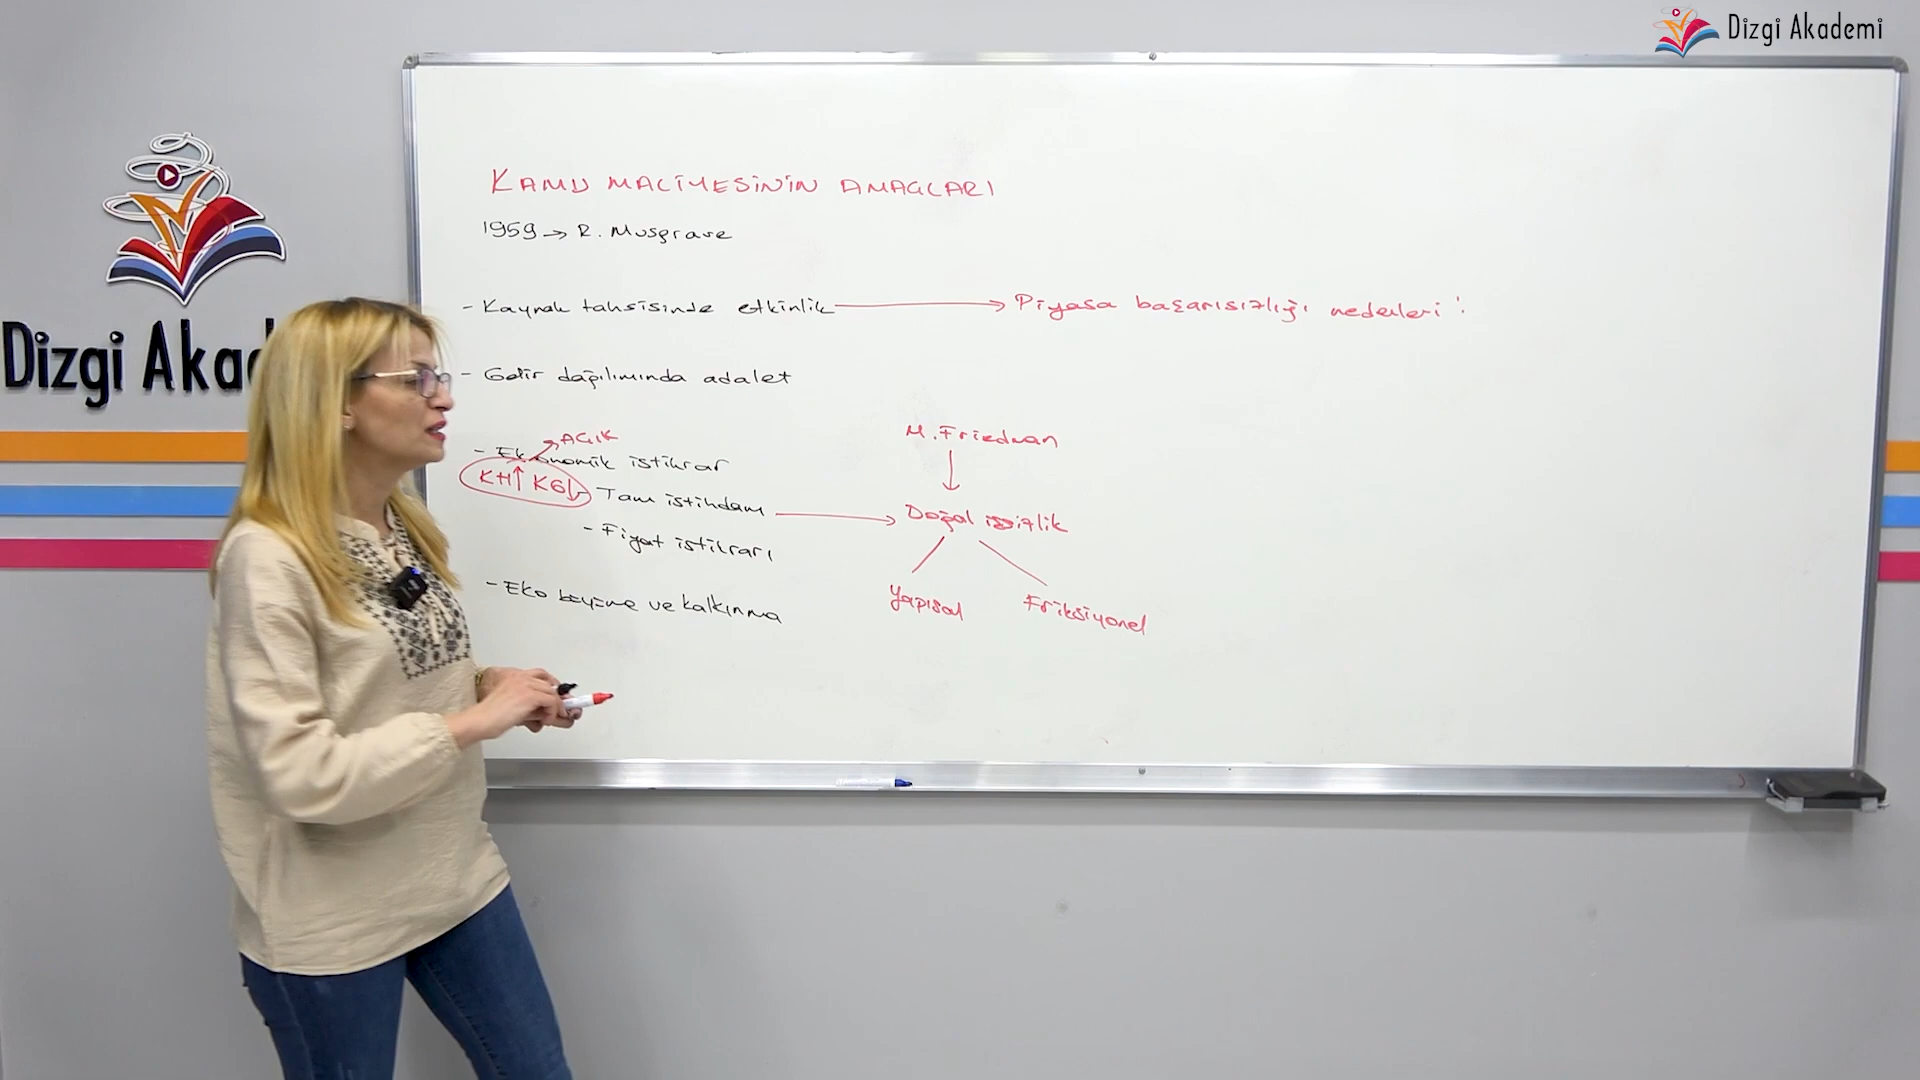 Dizgi Akademi
Dizgi Akad
KAMU MALİYESİNİN AMAÇLARI
1959 → R. Musgrave
- Kaynak tahsisinde etkinlik → Piyasa başarısızlığı nedenleri :
- Gelir dağılımında adalet
AÇIK
- Ekonomik istikrar
KH↑ KG↓
- Tam istihdam → Doğal işsizlik
- Fiyat istikrarı
- Eko büyüme ve kalkınma
M. Friedman
↓
Yapısal Friksiyonel